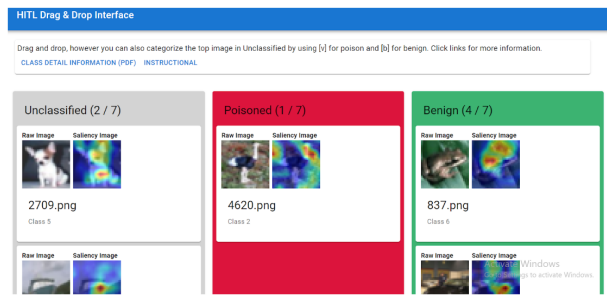 HITL Drag & Drop Interface
Drag and drop, however you can also categorize the top image in Unclassified by using [v] for poison and [b] for benign. Click links for more information.
CLASS DETAIL INFORMATION (PDF) INSTRUCTIONAL
Unclassified (2 / 7)
Raw Image Saliency Image
2709.png
Class 5
Raw Image Saliency Image
Poisoned (1 / 7)
Raw Image Saliency Image
4620.png
Class 2
Benign (4 / 7)
Raw Image Saliency Image
837.png
Class 6
Raw Image Saliency Image
Activate Windows
to activate Windows.